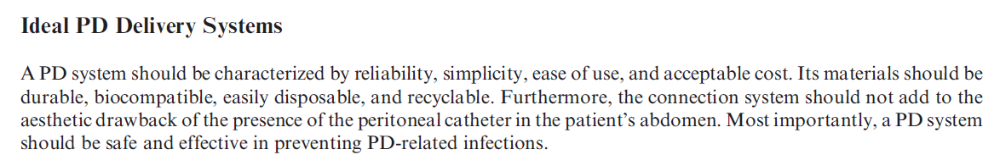 Ideal PD Delivery Systems
A PD system should be characterized by reliability, simplicity, ease of use, and acceptable cost. Its materials should be
durable, biocompatible, easily disposable, and recyclable. Furthermore, the connection system should not add to the
aesthetic drawback of the presence of the peritoneal catheter in the patient's abdomen. Most importantly, a PD system
should be safe and effective in preventing PD-related infections.